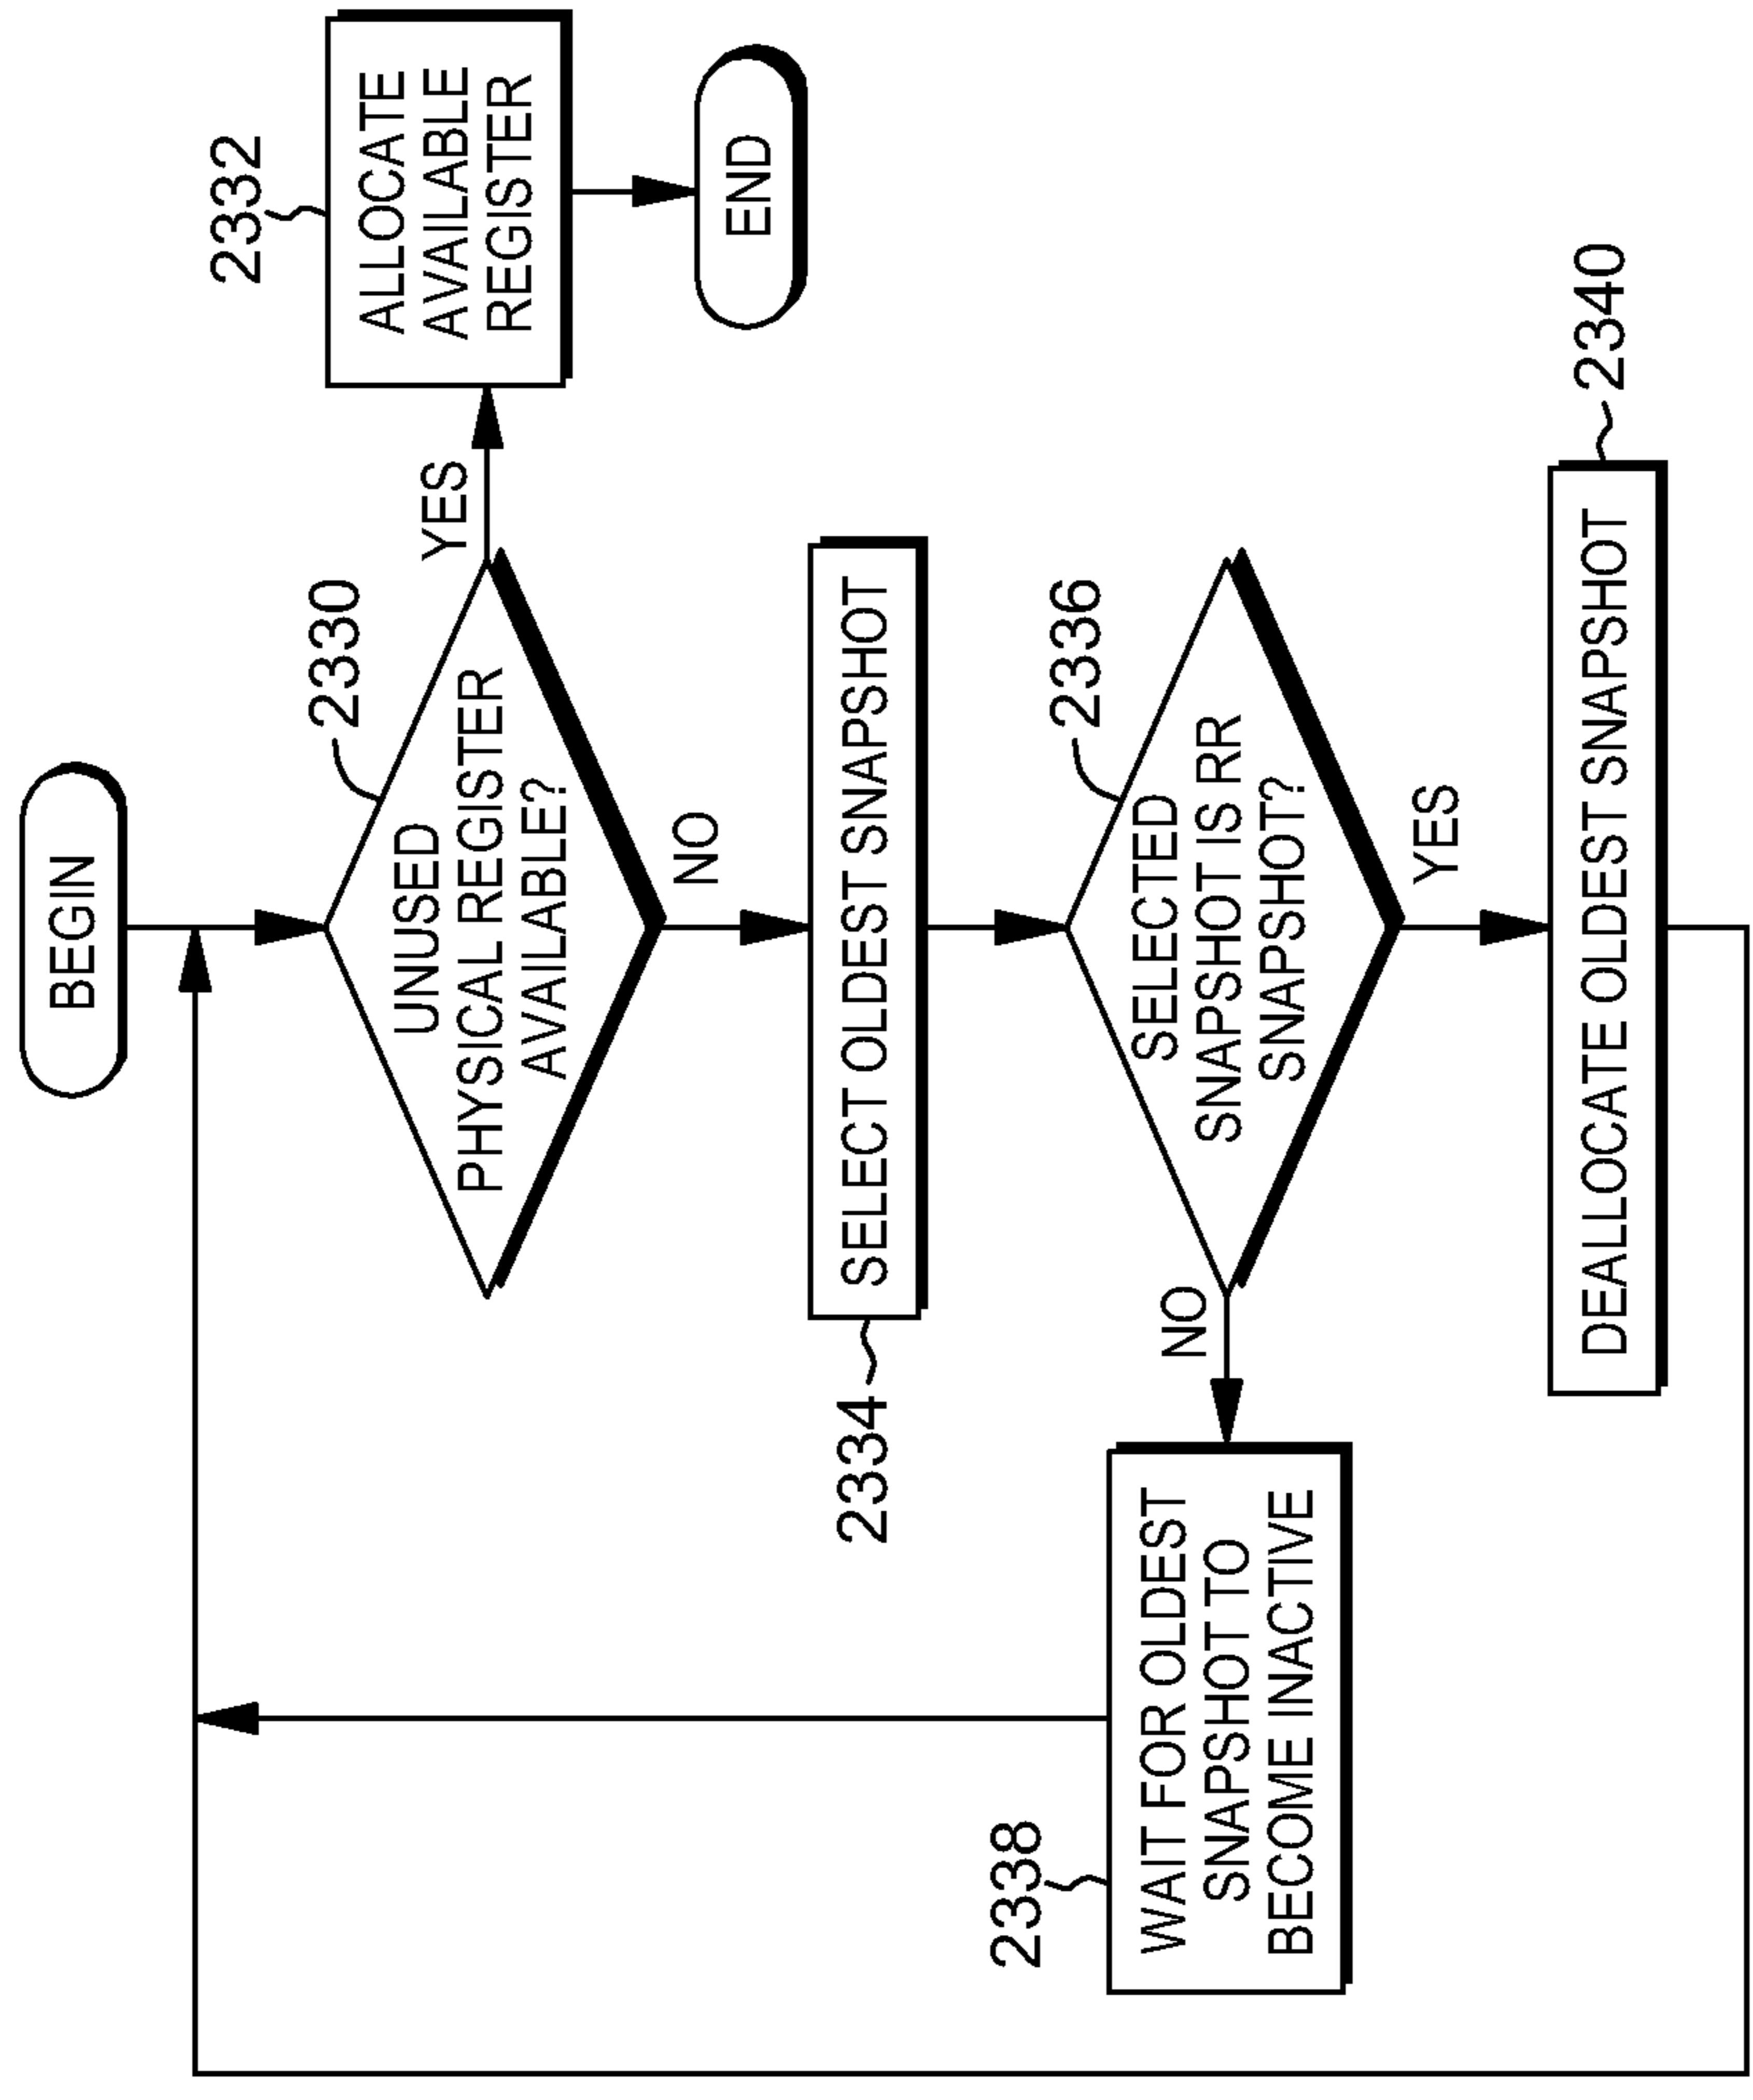 BEGIN
2330
UNUSED
PHYSICAL REGISTER
AVAILABLE?
YES
2332
ALLOCATE
AVAILABLE
REGISTER
END
NO
2334
SELECT OLDEST SNAPSHOT
2336
SELECTED
SNAPSHOT IS RR
SNAPSHOT?
NO
2338
WAIT FOR OLDEST
SNAPSHOT TO
BECOME INACTIVE
YES
2340
DEALLOCATE OLDEST SNAPSHOT